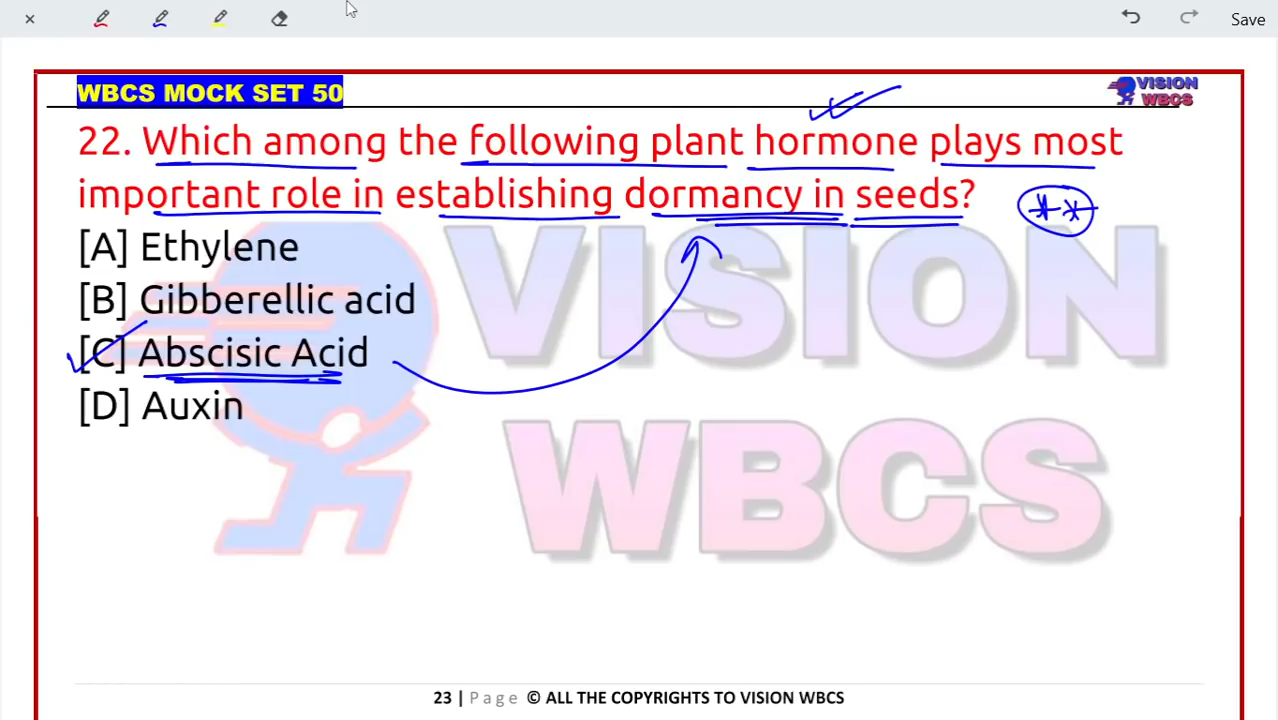 Save
WBCS MOCK SET 50
VISION
WBCS
22. Which among the following plant hormone plays most
important role in establishing dormancy in seeds?
[A] Ethylene
[B] Gibberellic acid
[C] Abscisic Acid
[D] Auxin
VISION
WBCS
23 | Page © ALL THE COPYRIGHTS TO VISION WBCS